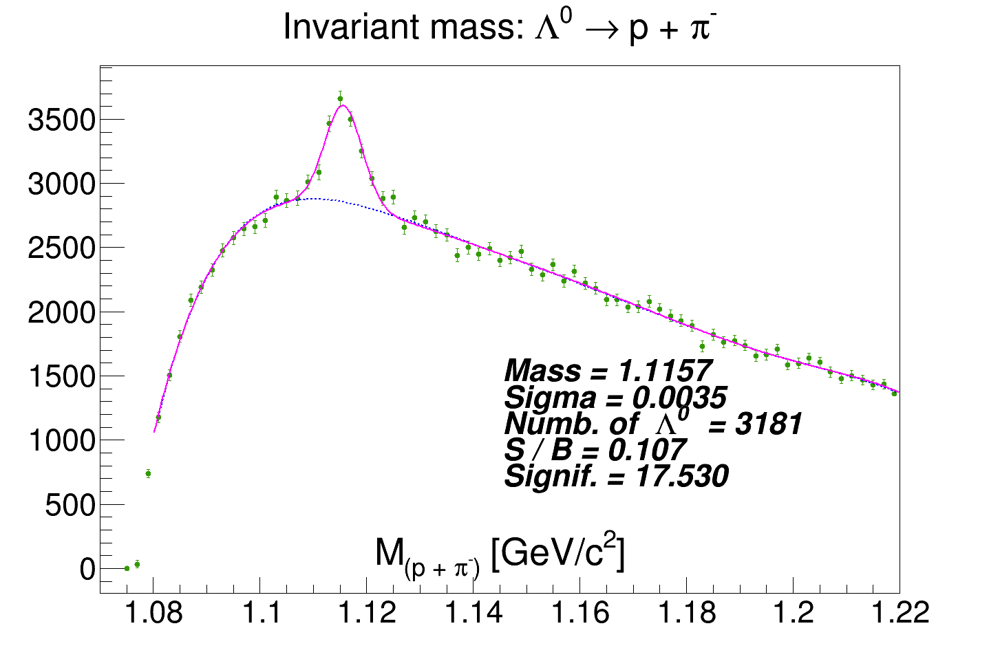 Invariant mass: Λ⁰ → p + π⁻
3500
3000
2500
2000
1500
1000
500
0
Mass = 1.1157
Sigma = 0.0035
Numb. of Λ⁰ = 3181
S / B = 0.107
Signif. = 17.530
M(p + π⁻) [GeV/c²]
1.08 1.1 1.12 1.14 1.16 1.18 1.2 1.22